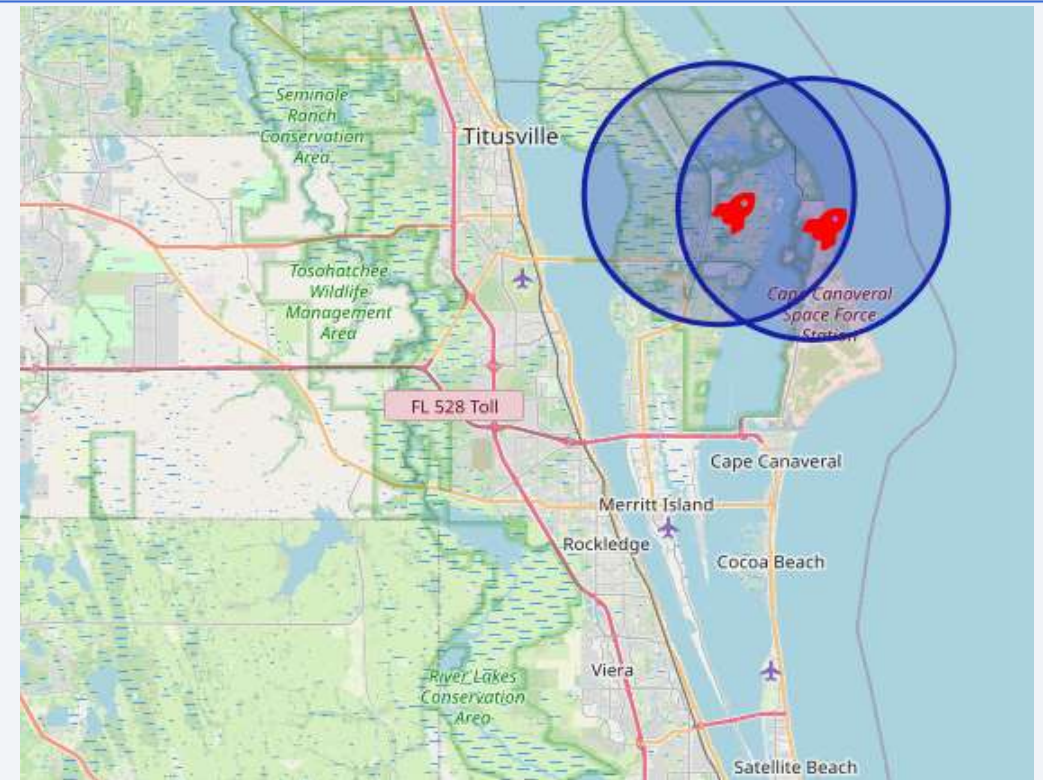 Seminole
Ranch
Conservation
Area
Titusville
Tosohatchee
Wildlife
Management
Area
Cape Canaveral
Space Force
Station
FL 528 Toll
Cape Canaveral
Merritt Island
Rockledge
Cocoa Beach
Viera
River Lakes
Conservation
Area
Satellite Beach